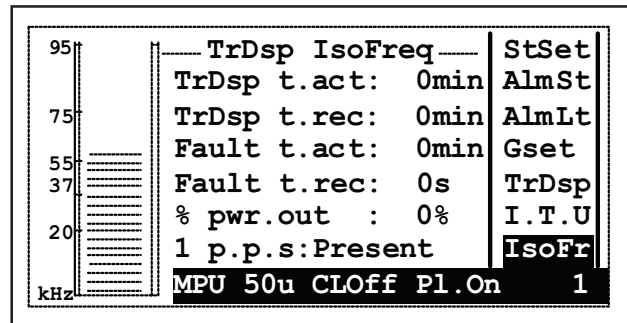 95
75
55
37
20
kHz
TrDsp IsoFreq
TrDsp t.act: 0min
TrDsp t.rec: 0min
Fault t.act: 0min
Fault t.rec: 0s
% pwr.out : 0%
1 p.p.s:Present
StSet
AlmSt
AlmLt
Gset
TrDsp
I.T.U
IsoFr
MPU 50u CLOff Pl.On 1